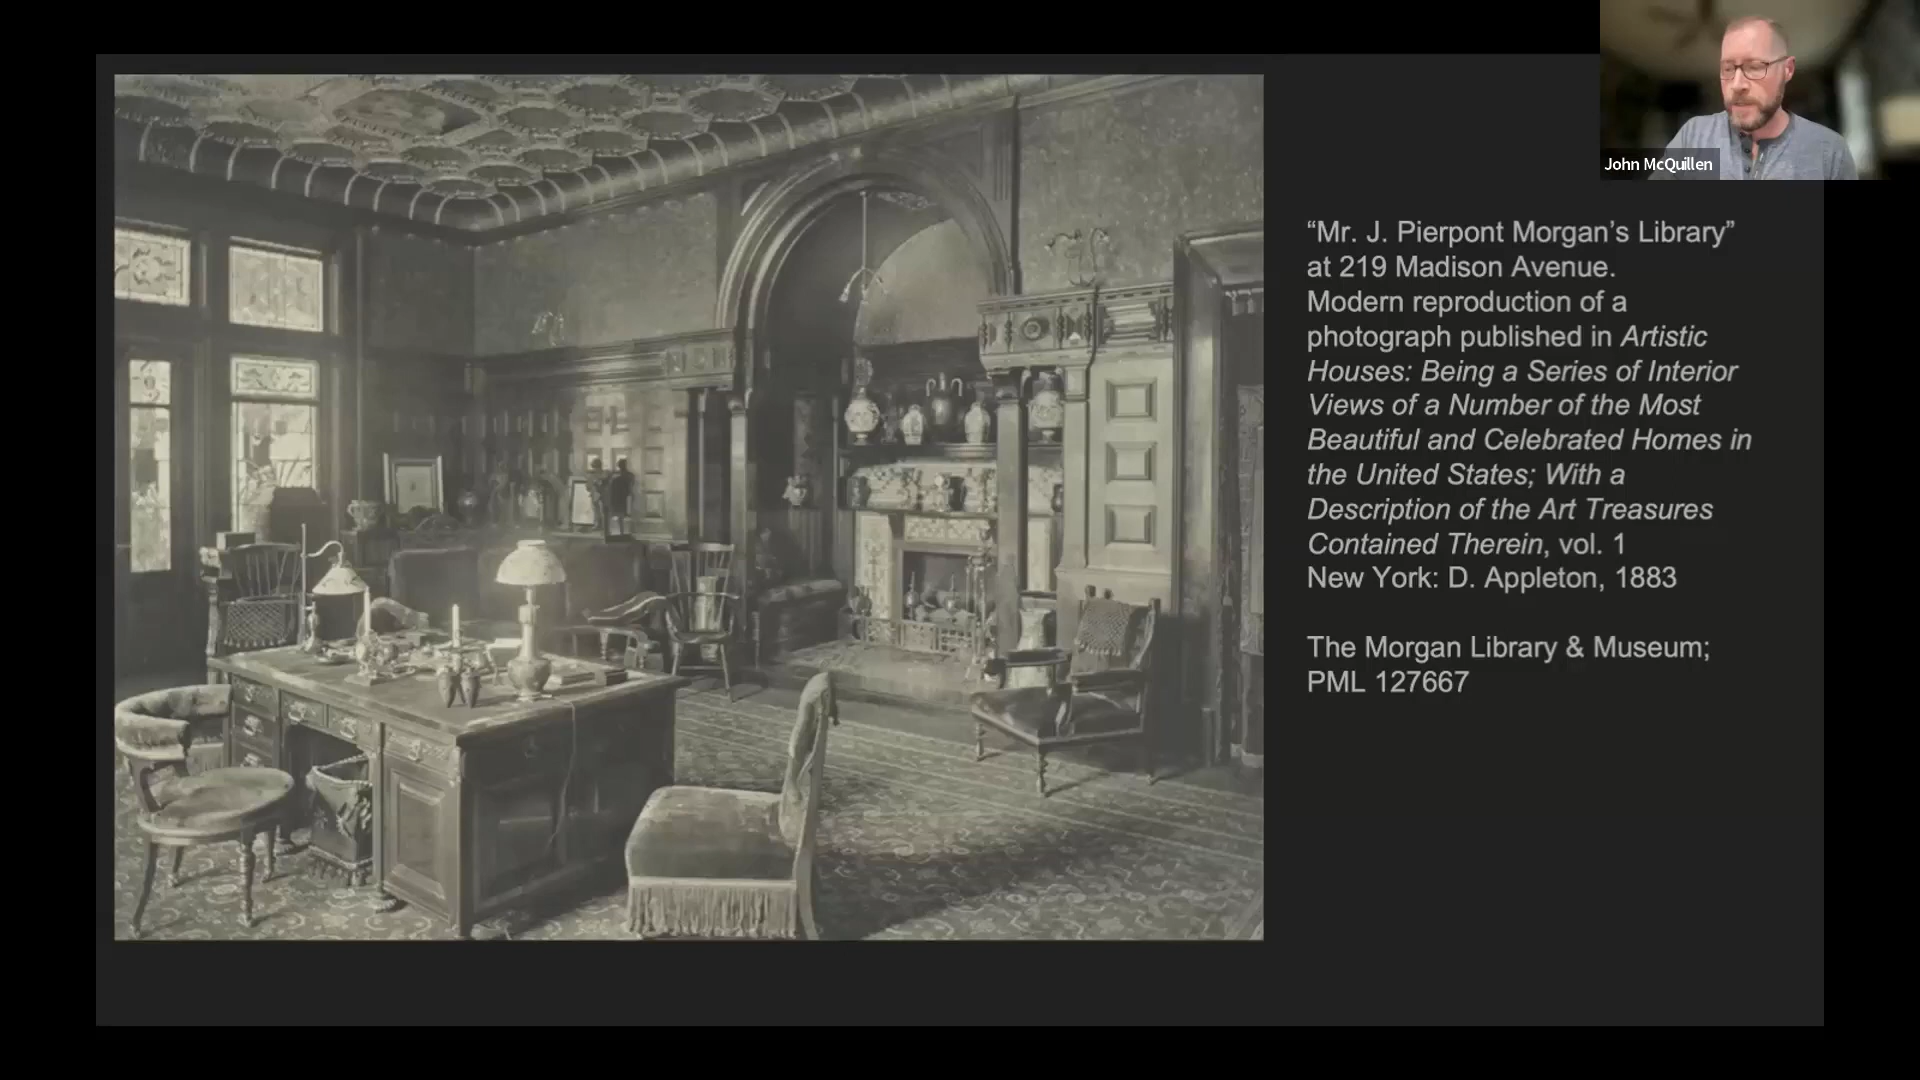 John McQuillen
“Mr. J. Pierpont Morgan’s Library”
at 219 Madison Avenue.
Modern reproduction of a
photograph published in Artistic
Houses: Being a Series of Interior
Views of a Number of the Most
Beautiful and Celebrated Homes in
the United States; With a
Description of the Art Treasures
Contained Therein, vol. 1
New York: D. Appleton, 1883
The Morgan Library & Museum;
PML 127667